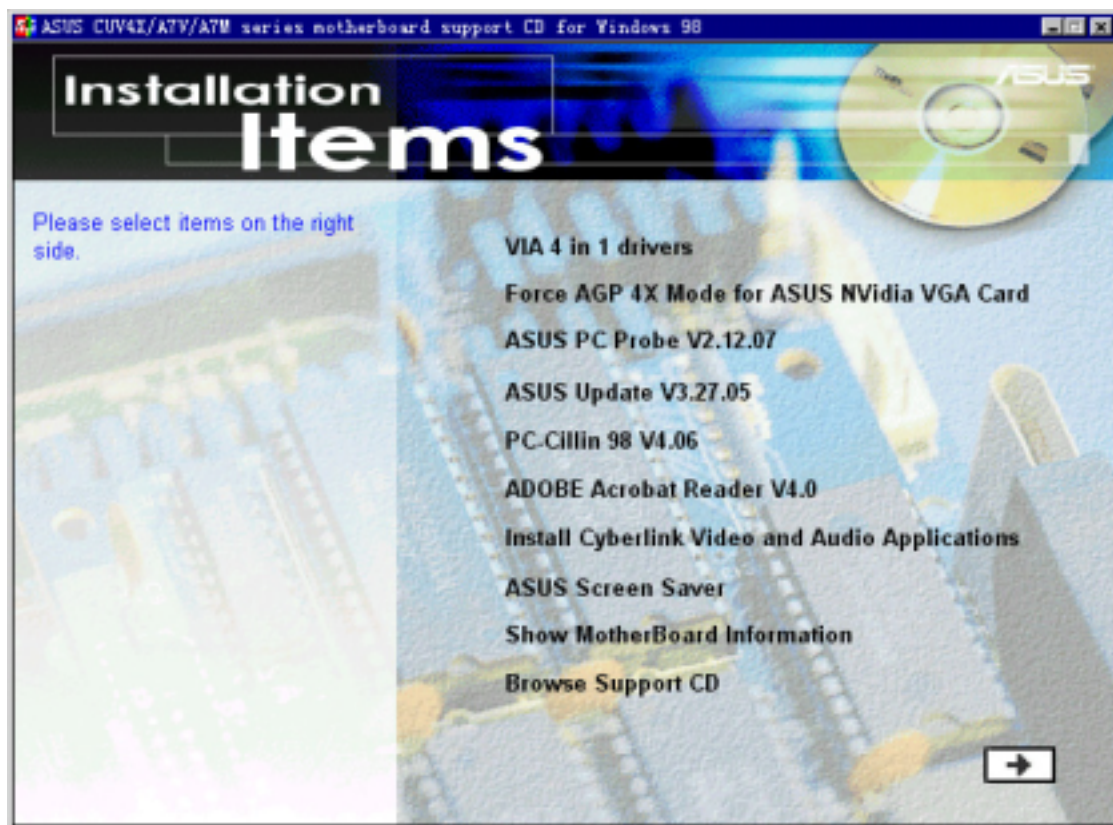 ASUS CUV4X/A7V/A7M series motherboard support CD for Windows 98
Installation
Items
ASUS
Please select items on the right
side.
VIA 4 in 1 drivers
Force AGP 4X Mode for ASUS NVidia VGA Card
ASUS PC Probe V2.12.07
ASUS Update V3.27.05
PC-Cillin 98 V4.06
ADOBE Acrobat Reader V4.0
Install Cyberlink Video and Audio Applications
ASUS Screen Saver
Show MotherBoard Information
Browse Support CD